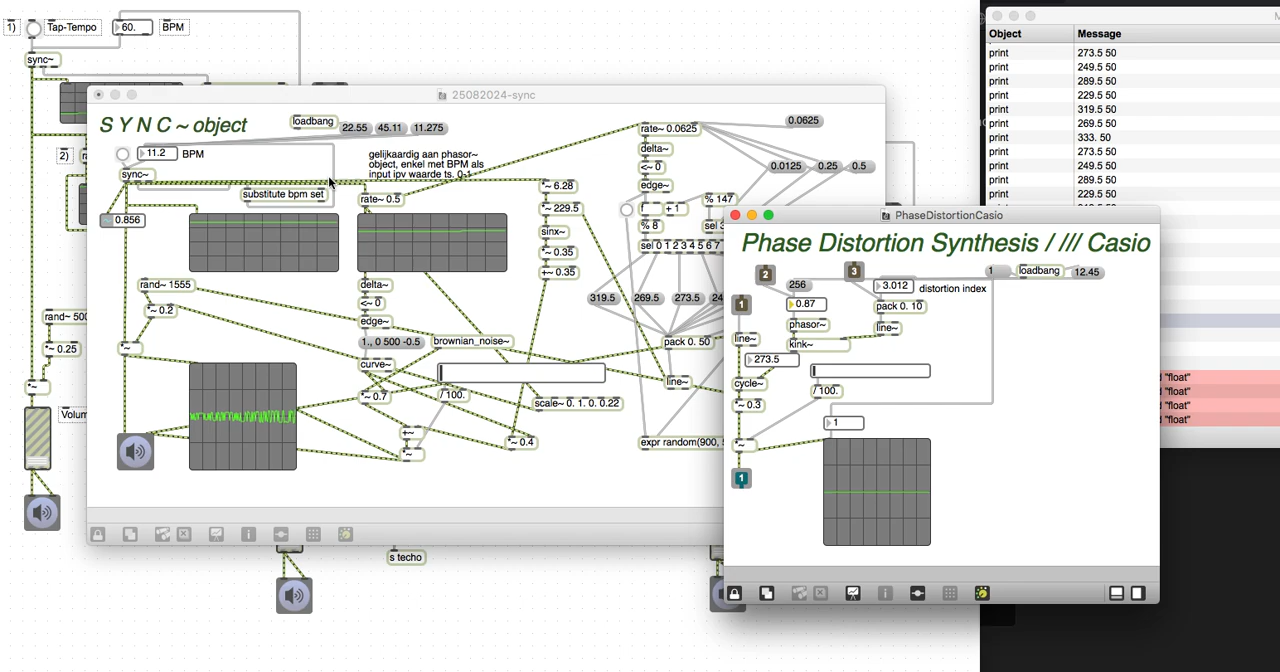 1)
Tap-Tempo
60.
BPM
sync~
2)
rand~ 500
*~ 0.25
*~
Volum
s techo
25082024-sync
S Y N C ~ object
loadbang
22.55
45.11
11.275
11.2
BPM
sync~
0.856
substitute bpm set
gelijkaardig aan phasor~
object, enkel met BPM als
input ipv waarde ts. 0-1
rate~ 0.5
rand~ 1555
*~ 0.2
*~
delta~
<~ 0
edge~
1., 0 500 -0.5
brownian_noise~
curve~
*~ 0.7
/ 100.
+~
*~
scale~ 0. 1. 0. 0.22
*~ 0.4
*~ 6.28
*~ 229.5
sinx~
*~ 0.35
+~ 0.35
rate~ 0.0625
0.0625
delta~
<~ 0
edge~
0.0125
0.25
0.5
+ 1
% 147
% 8
sel 0 1 2 3 4 5 6 7
319.5
269.5
273.5
pack 0. 50
line~
expr random(900,
PhaseDistortionCasio
Phase Distortion Synthesis / /// Casio
2
3
1
loadbang
12.45
256
3.012
distortion index
1
0.87
pack 0. 10
phasor~
line~
line~
kink~
273.5
cycle~
/ 100.
*~ 0.3
1
*~
1
Object
Message
print
273.5 50
print
249.5 50
print
289.5 50
print
229.5 50
print
319.5 50
print
269.5 50
print
333. 50
print
273.5 50
print
249.5 50
print
289.5 50
print
229.5 50
"float"
"float"
"float"
"float"